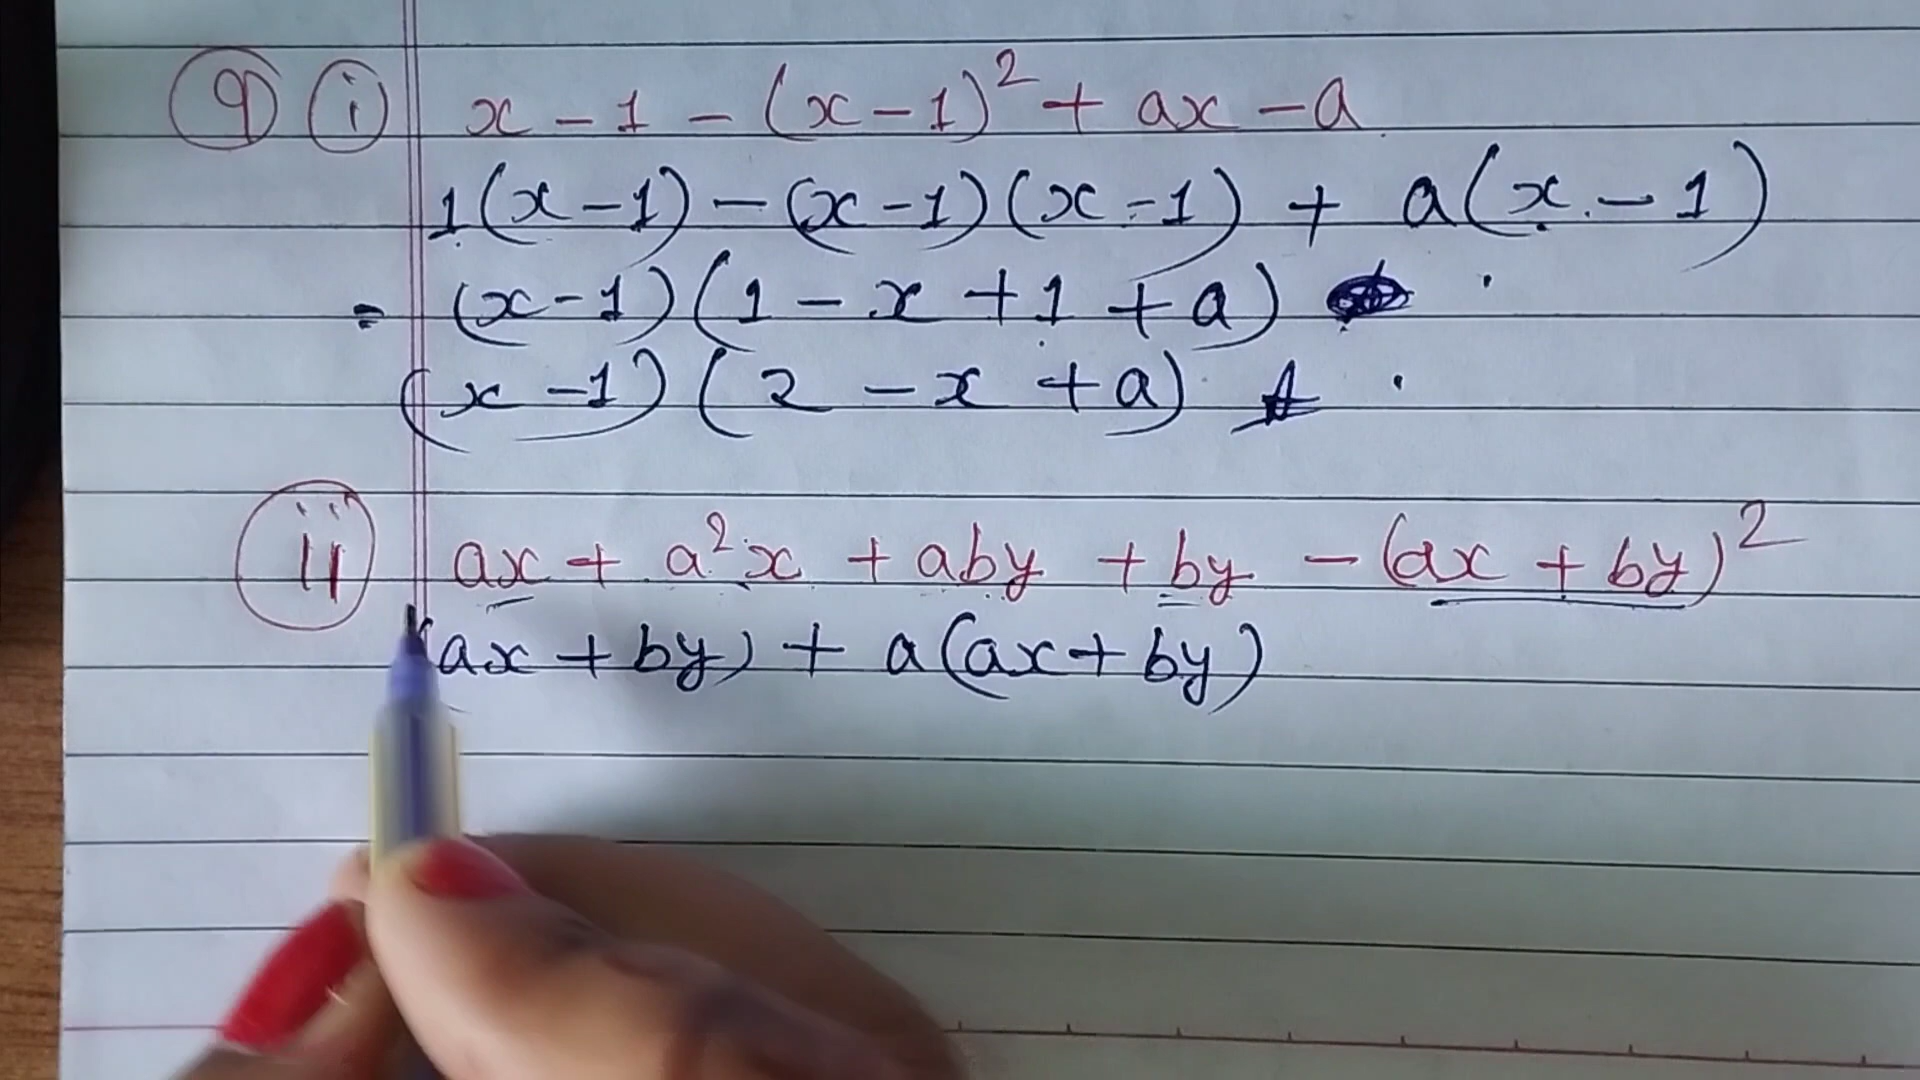 9 i x - 1 - (x-1)² + ax - a
1(x-1) - (x-1)(x-1) + a(x-1)
= (x-1)(1 - x + 1 + a)
(x-1)(2 - x + a)
ii ax + a²x + aby + by - (ax + by)²
(ax + by) + a(ax + by)